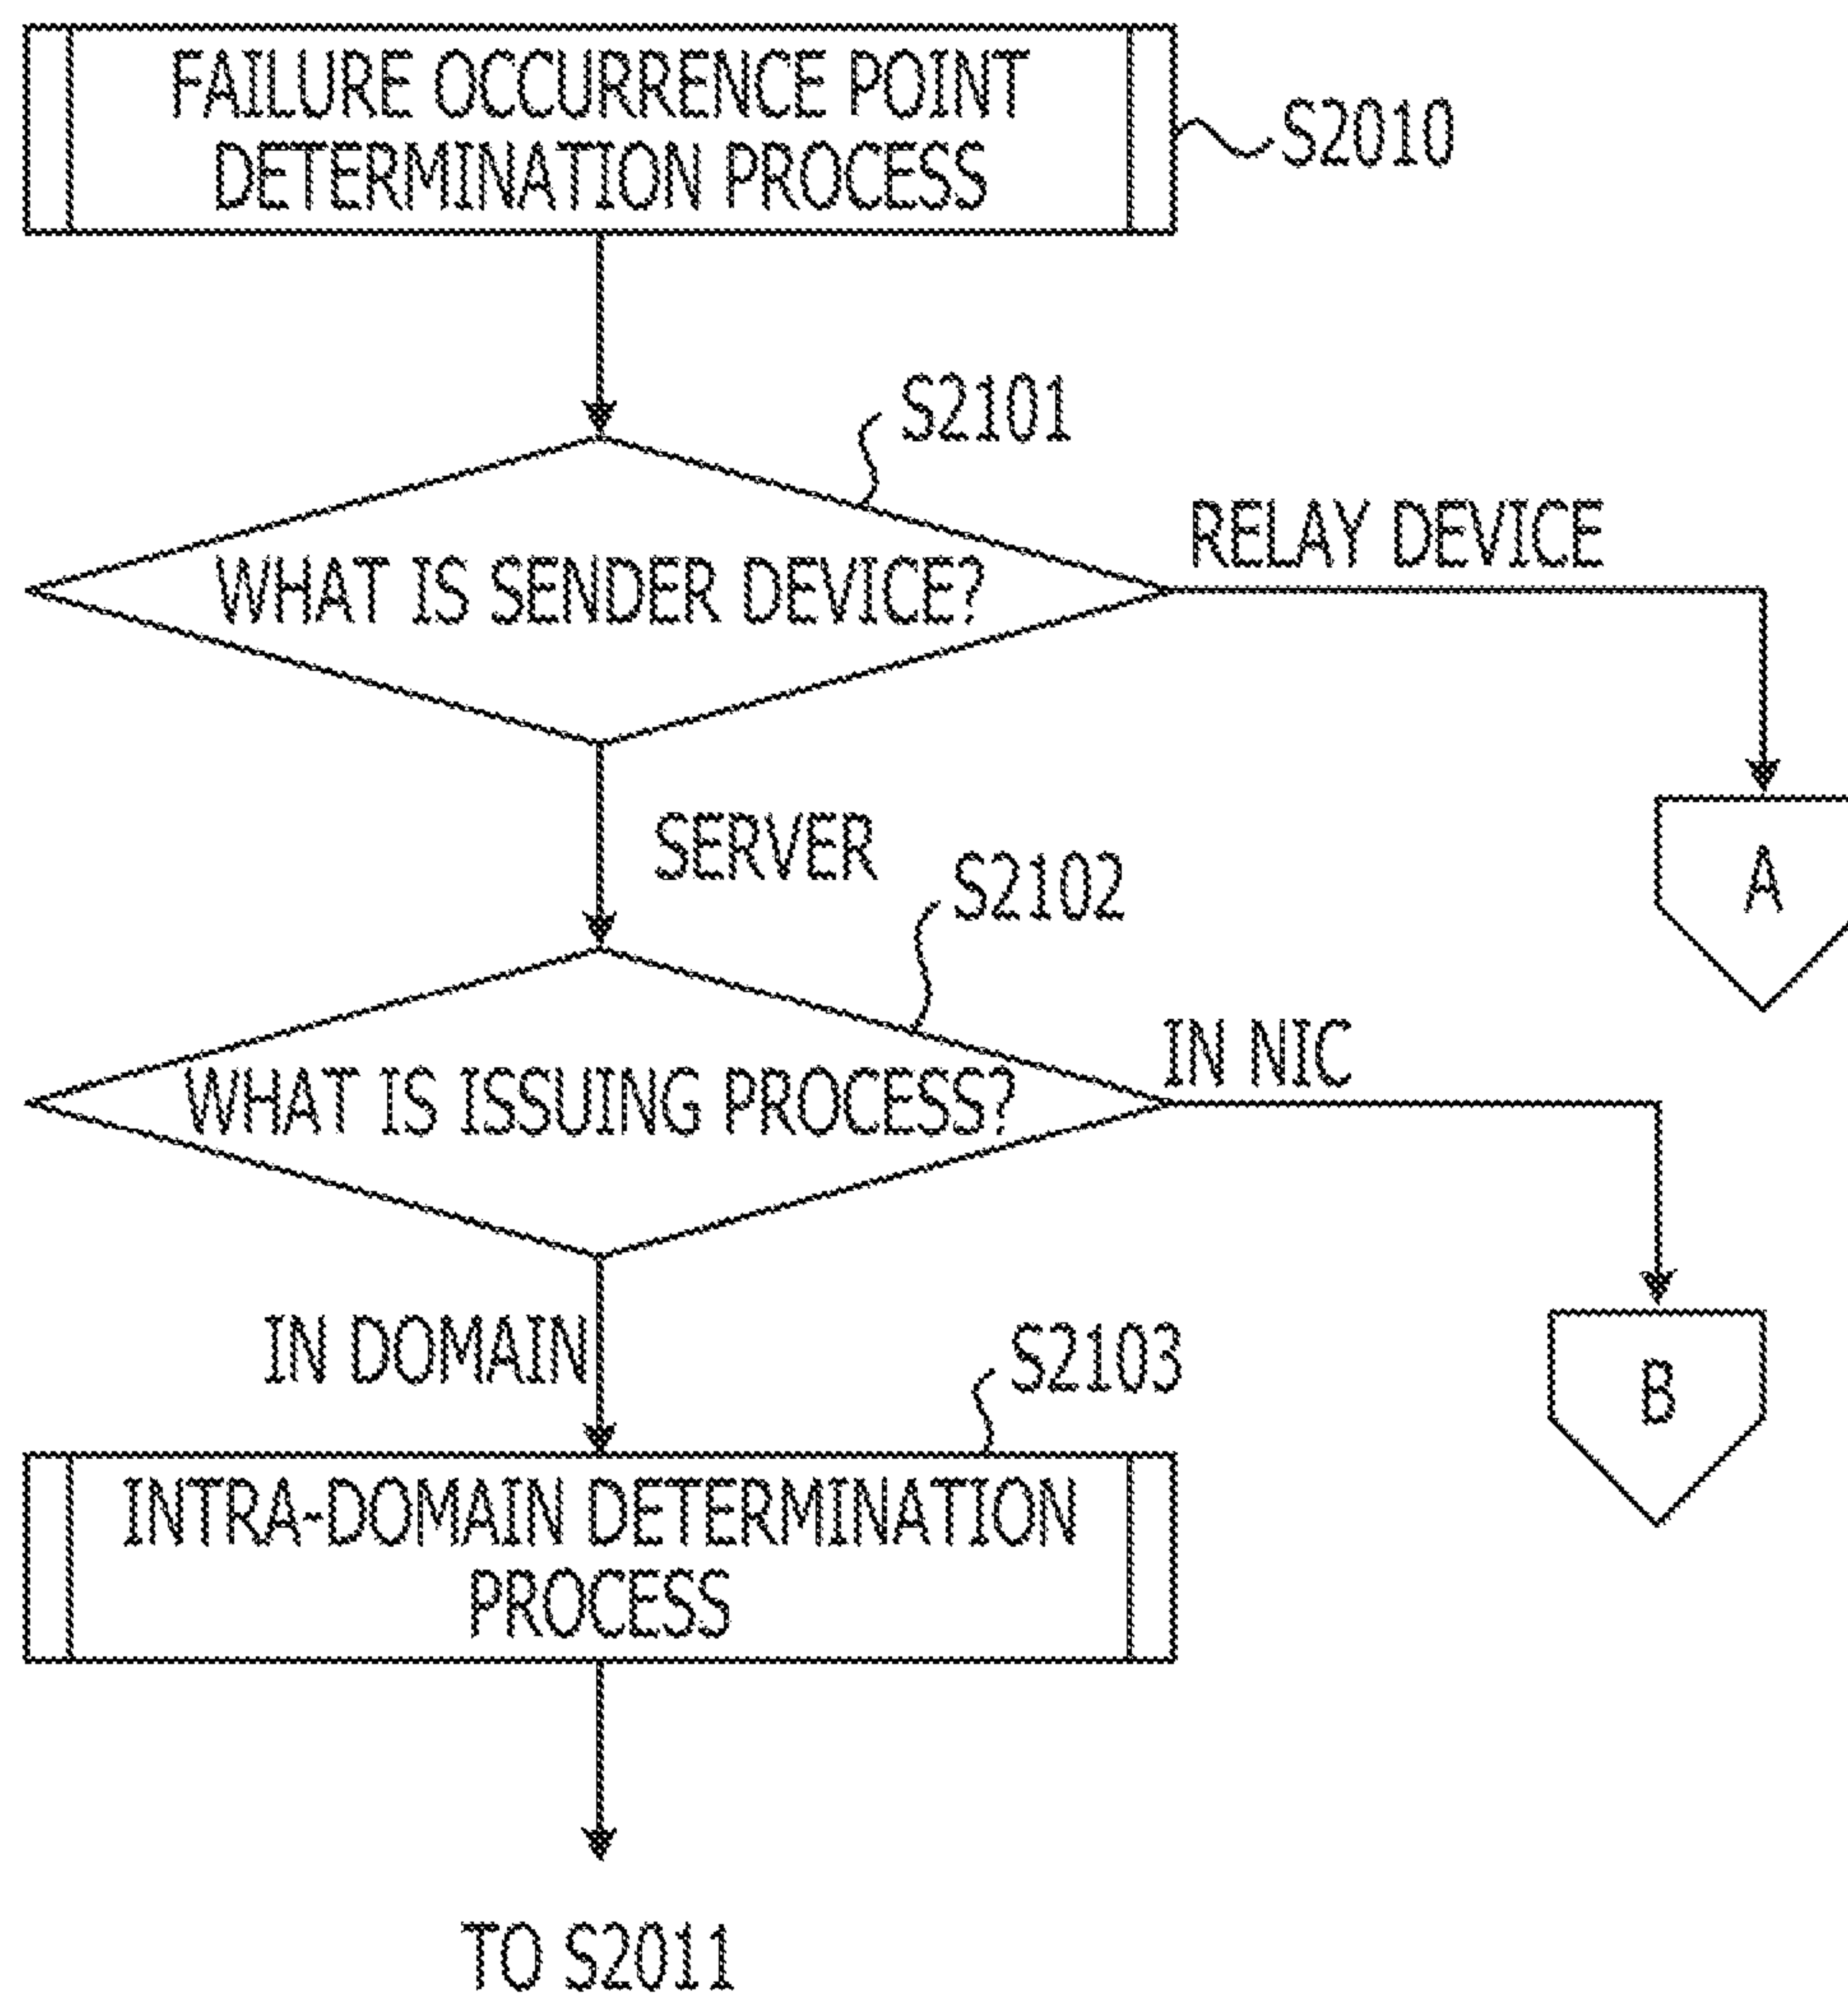 FAILURE OCCURRENCE POINT
DETERMINATION PROCESS
S2010
S2101
WHAT IS SENDER DEVICE?
RELAY DEVICE
A
SERVER
S2102
WHAT IS ISSUING PROCESS?
IN NIC
B
IN DOMAIN
S2103
INTRA-DOMAIN DETERMINATION
PROCESS
TO S2011